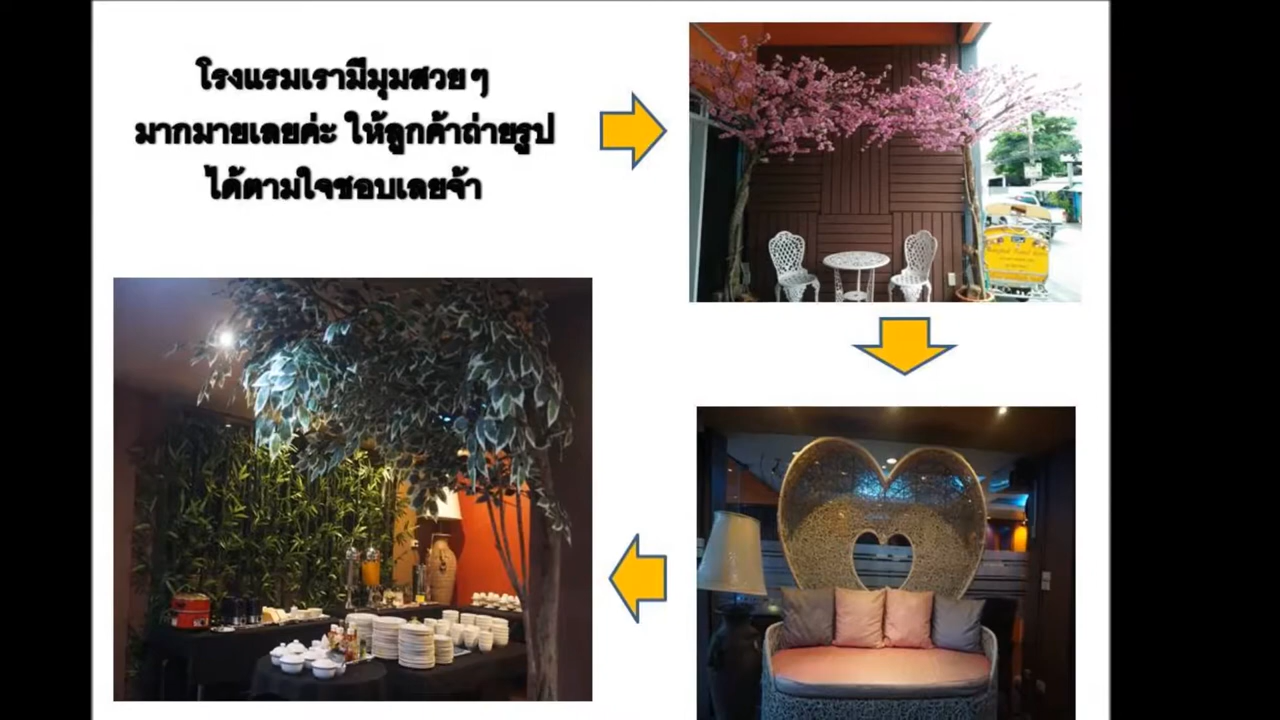 โรงแรมเรามีมุมสวยๆ
มากมายเลยค่ะ ให้ลูกค้าถ่ายรูป
ได้ตามใจชอบเลยจ้า